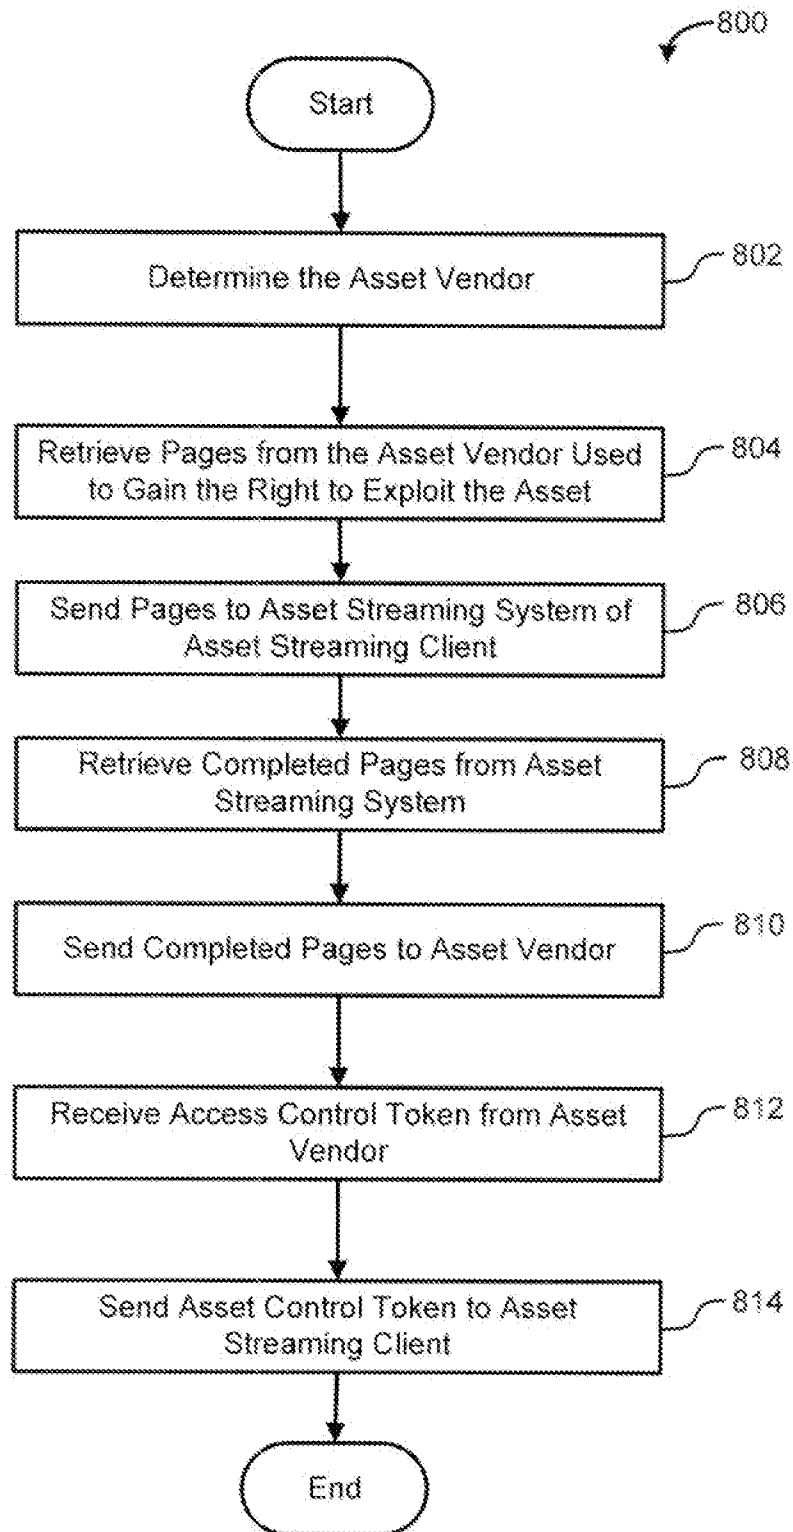 800
Start
Determine the Asset Vendor
802
Retrieve Pages from the Asset Vendor Used
to Gain the Right to Exploit the Asset
804
Send Pages to Asset Streaming System of
Asset Streaming Client
806
Retrieve Completed Pages from Asset
Streaming System
808
Send Completed Pages to Asset Vendor
810
Receive Access Control Token from Asset
Vendor
812
Send Asset Control Token to Asset
Streaming Client
814
End